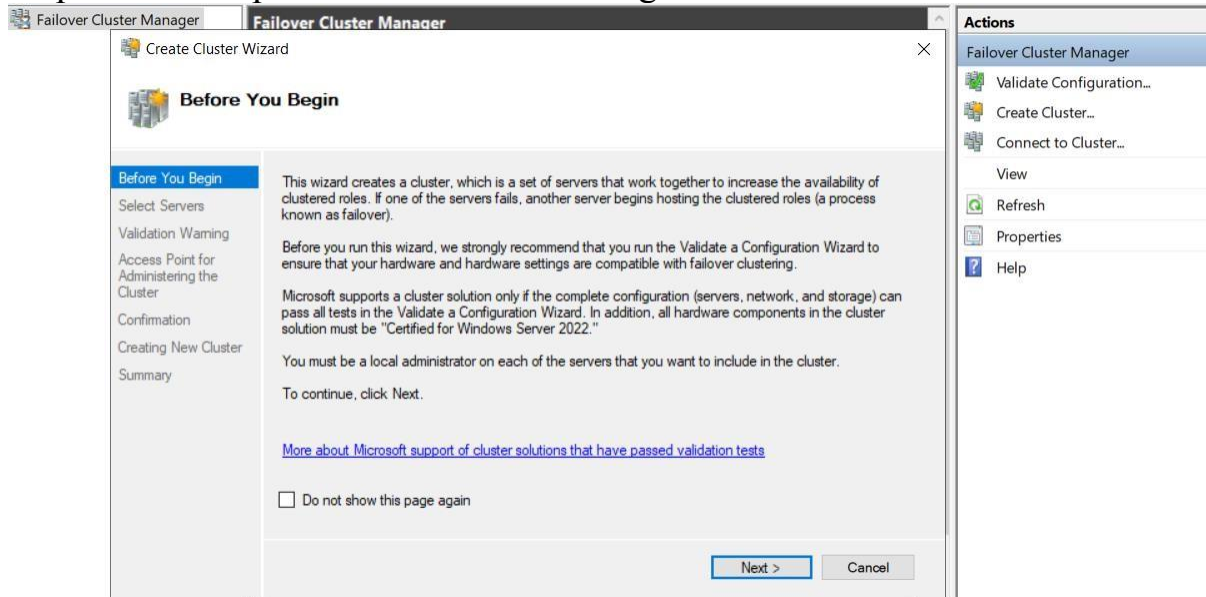 Failover Cluster Manager
Failover Cluster Manager
Create Cluster Wizard
Before You Begin
Before You Begin
Select Servers
Validation Warning
Access Point for
Administering the
Cluster
Confirmation
Creating New Cluster
Summary
This wizard creates a cluster, which is a set of servers that work together to increase the availability of
clustered roles. If one of the servers fails, another server begins hosting the clustered roles (a process
known as failover).
Before you run this wizard, we strongly recommend that you run the Validate a Configuration Wizard to
ensure that your hardware and hardware settings are compatible with failover clustering.
Microsoft supports a cluster solution only if the complete configuration (servers, network, and storage) can
pass all tests in the Validate a Configuration Wizard. In addition, all hardware components in the cluster
solution must be "Certified for Windows Server 2022."
You must be a local administrator on each of the servers that you want to include in the cluster.
To continue, click Next.
More about Microsoft support of cluster solutions that have passed validation tests
Do not show this page again
Next >
Cancel
Actions
Failover Cluster Manager
Validate Configuration...
Create Cluster...
Connect to Cluster...
View
Refresh
Properties
Help